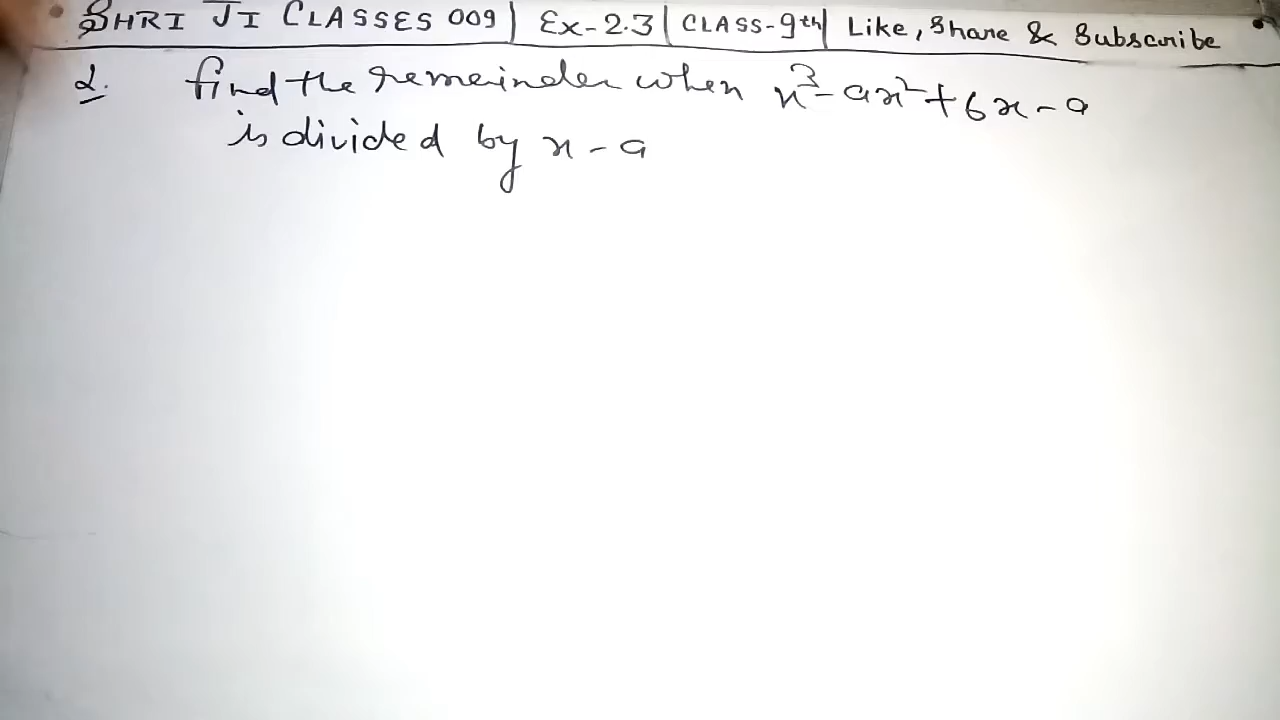 SHRI JI CLASSES 009| Ex-2.3| CLASS-9th| Like, Share & Subscribe
2. find the remainder when x³-ax²+6x-a
is divided by x-a